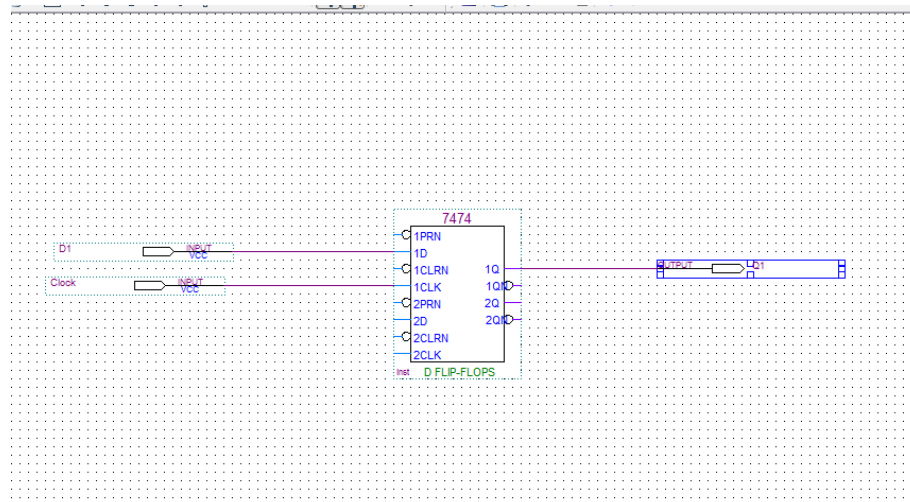 7474
1PRN
D1 INPUT VCC 1D
1CLRN 1Q OUTPUT Q1
Clock INPUT VCC 1CLK 1QN
2PRN 2Q
2D 2QN
2CLRN
2CLK
inst D FLIP-FLOPS